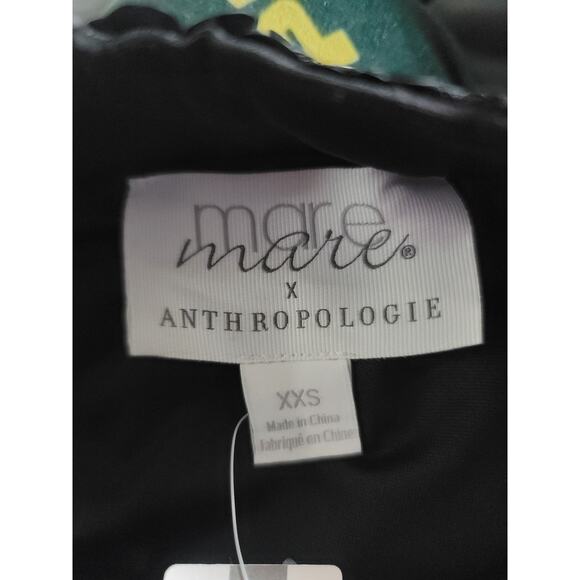 mare
mare®
X
ANTHROPOLOGIE
XXS
Made in China
Fabriqué en Chine